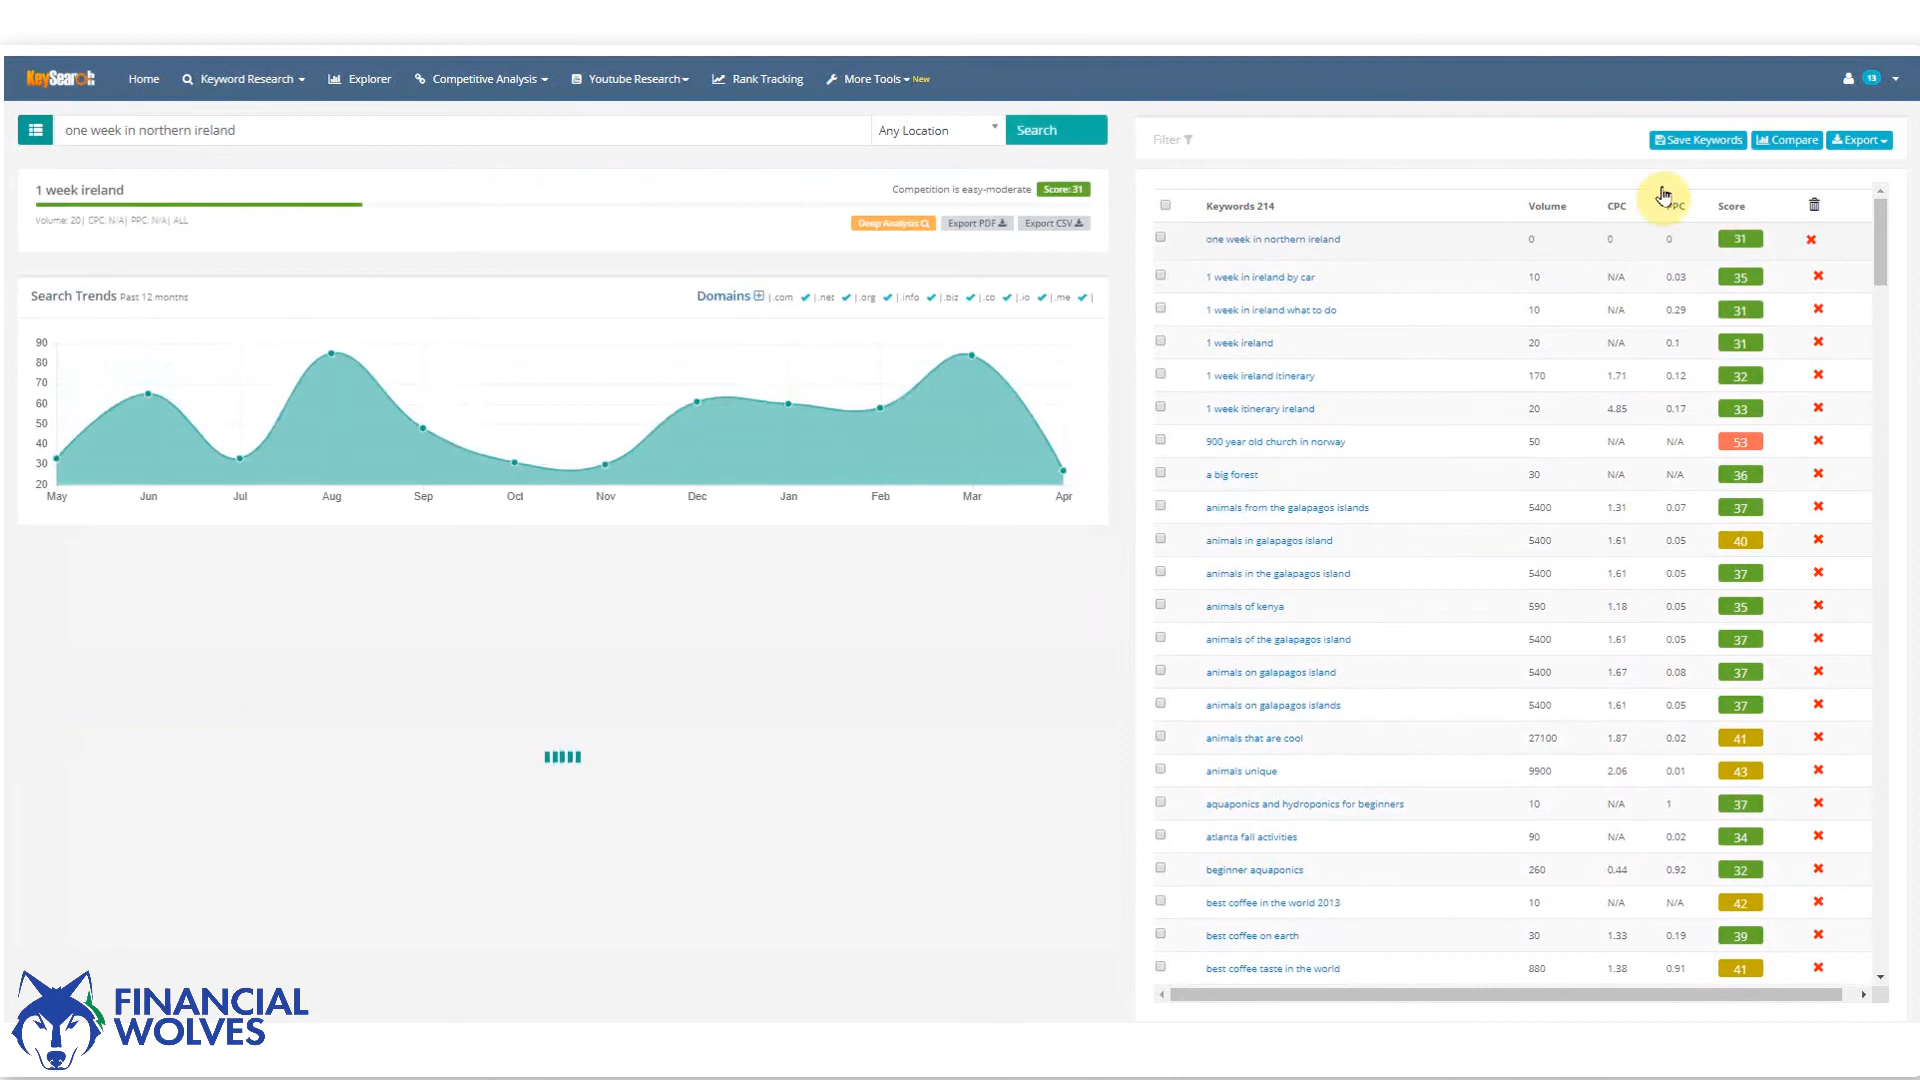 KeySearch Home Keyword Research Explorer Competitive Analysis Youtube Research Rank Tracking More Tools New 13
one week in northern ireland Any Location Search
1 week ireland Competition is easy-moderate Score: 31
Volume: 20| CPC: N/A| PPC: N/A| ALL Deep Analysis Export PDF Export CSV
Search Trends Past 12 months Domains |.com |.net |.org |.info |.biz |.co |.io |.me |
90
80
70
60
50
40
30
20
May Jun Jul Aug Sep Oct Nov Dec Jan Feb Mar Apr
Filter Save Keywords Compare Export
Keywords 214 Volume CPC PPC Score
one week in northern ireland 0 0 0 31
1 week in ireland by car 10 N/A 0.03 35
1 week in ireland what to do 10 N/A 0.29 31
1 week ireland 20 N/A 0.1 31
1 week ireland itinerary 170 1.71 0.12 32
1 week itinerary ireland 20 4.85 0.17 33
900 year old church in norway 50 N/A N/A 53
a big forest 30 N/A N/A 36
animals from the galapagos islands 5400 1.31 0.07 37
animals in galapagos island 5400 1.61 0.05 40
animals in the galapagos island 5400 1.61 0.05 37
animals of kenya 590 1.18 0.05 35
animals of the galapagos island 5400 1.61 0.05 37
animals on galapagos island 5400 1.67 0.08 37
animals on galapagos islands 5400 1.61 0.05 37
animals that are cool 27100 1.87 0.02 41
animals unique 9900 2.06 0.01 43
aquaponics and hydroponics for beginners 10 N/A 1 37
atlanta fall activities 90 N/A 0.02 34
beginner aquaponics 260 0.44 0.92 32
best coffee in the world 2013 10 N/A N/A 42
best coffee on earth 30 1.33 0.19 39
best coffee taste in the world 880 1.38 0.91 41
FINANCIAL
WOLVES